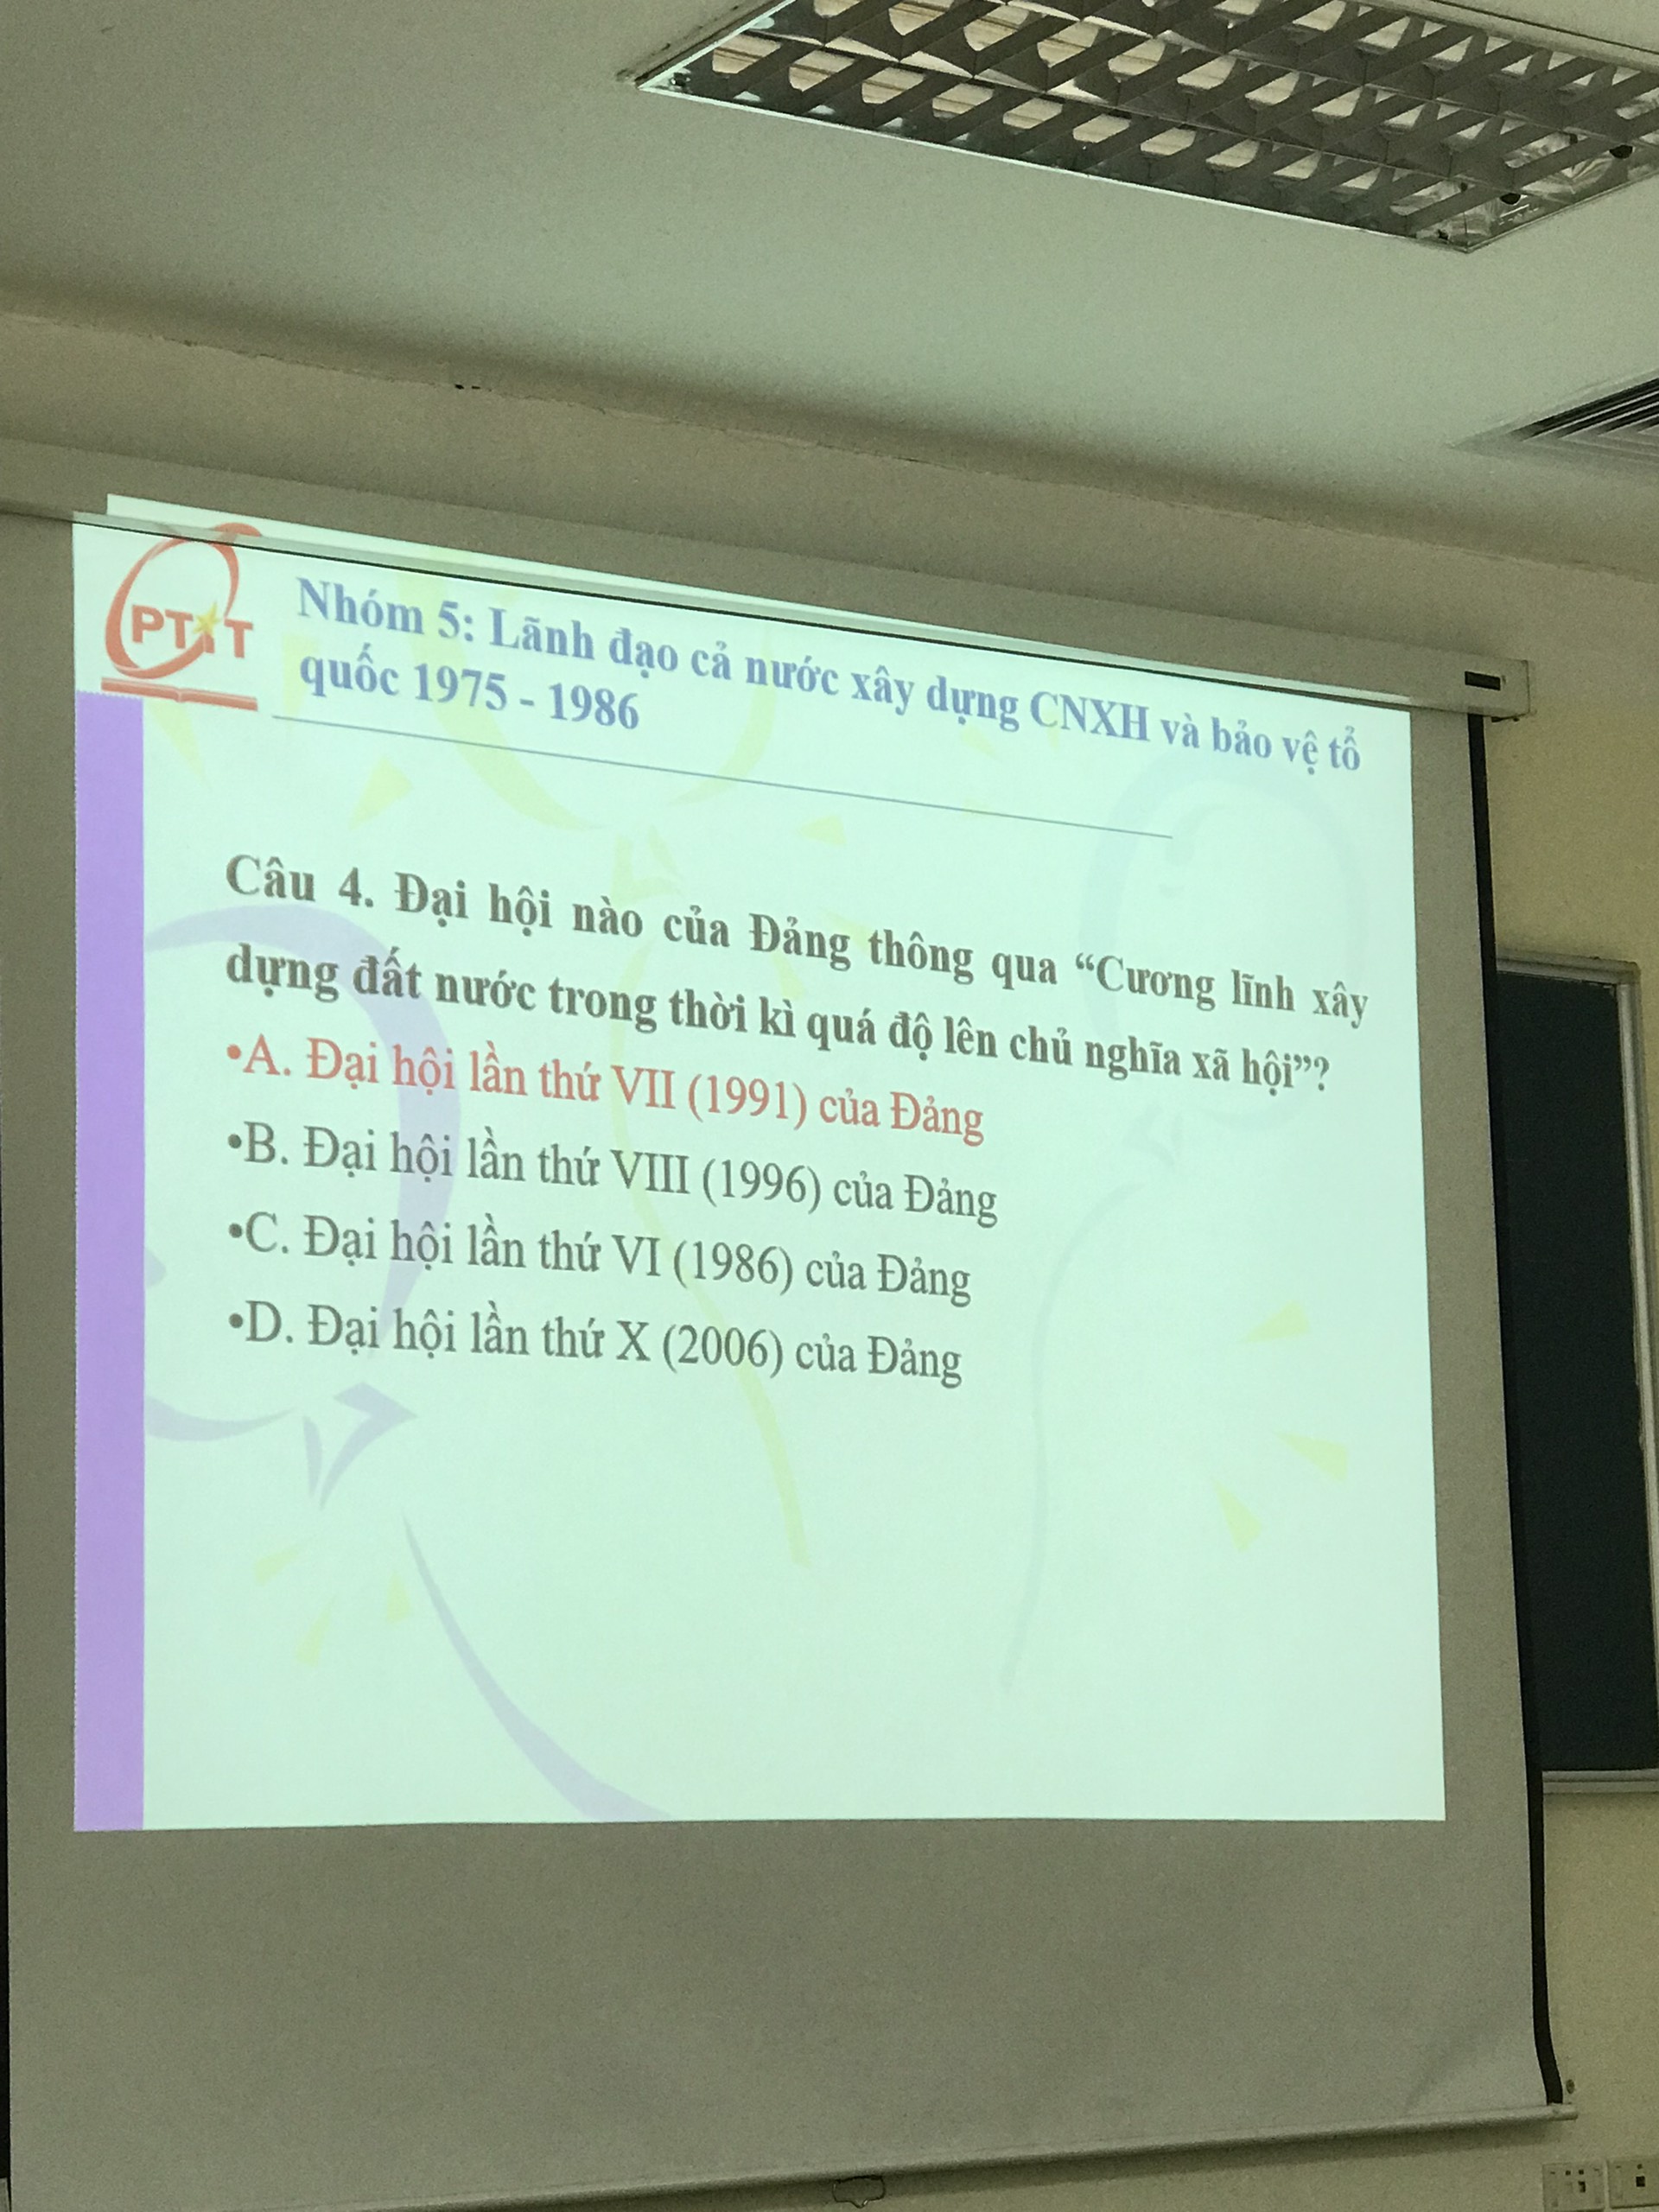 PTiT
Nhóm 5: Lãnh đạo cả nước xây dựng CNXH và bảo vệ tổ
quốc 1975 - 1986
Câu 4. Đại hội nào của Đảng thông qua “Cương lĩnh xây
dựng đất nước trong thời kì quá độ lên chủ nghĩa xã hội”?
•A. Đại hội lần thứ VII (1991) của Đảng
•B. Đại hội lần thứ VIII (1996) của Đảng
•C. Đại hội lần thứ VI (1986) của Đảng
•D. Đại hội lần thứ X (2006) của Đảng